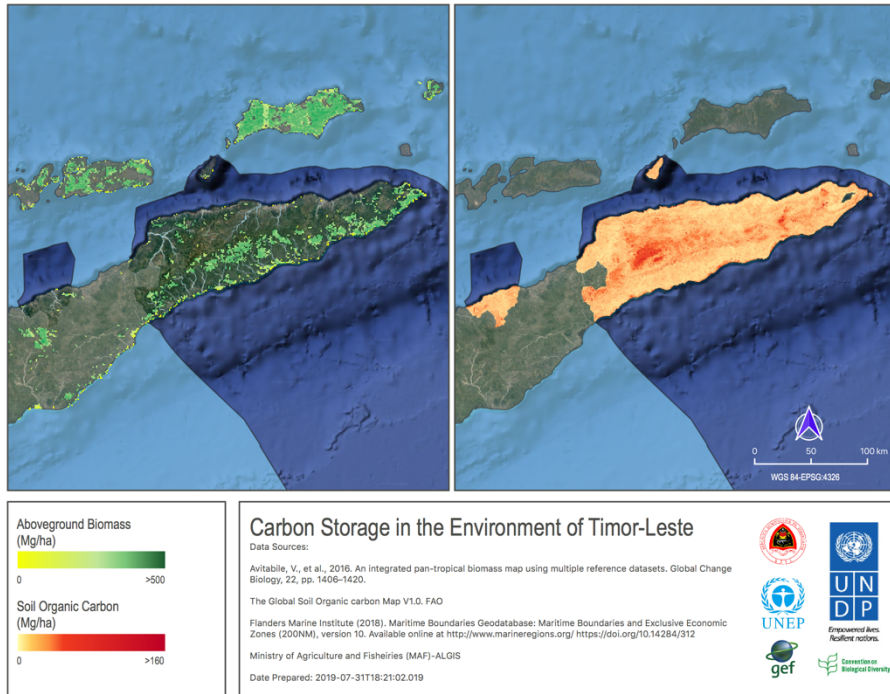 0
50
100 km
WGS 84-EPSG:4326
Aboveground Biomass
(Mg/ha)
0
>500
Soil Organic Carbon
(Mg/ha)
0
>160
Carbon Storage in the Environment of Timor-Leste
Data Sources:
Avitabile, V., et al., 2016. An integrated pan-tropical biomass map using multiple reference datasets. Global Change
Biology, 22, pp. 1406–1420.
The Global Soil Organic carbon Map V1.0. FAO
Flanders Marine Institute (2018). Maritime Boundaries Geodatabase: Maritime Boundaries and Exclusive Economic
Zones (200NM), version 10. Available online at http://www.marineregions.org/ https://doi.org/10.14284/312
Ministry of Agriculture and Fisheiries (MAF)-ALGIS
Date Prepared: 2019-07-31T18:21:02.019
UNEP
gef
U N
D P
Empowered lives.
Resilient nations.
Convention on
Biological Diversity